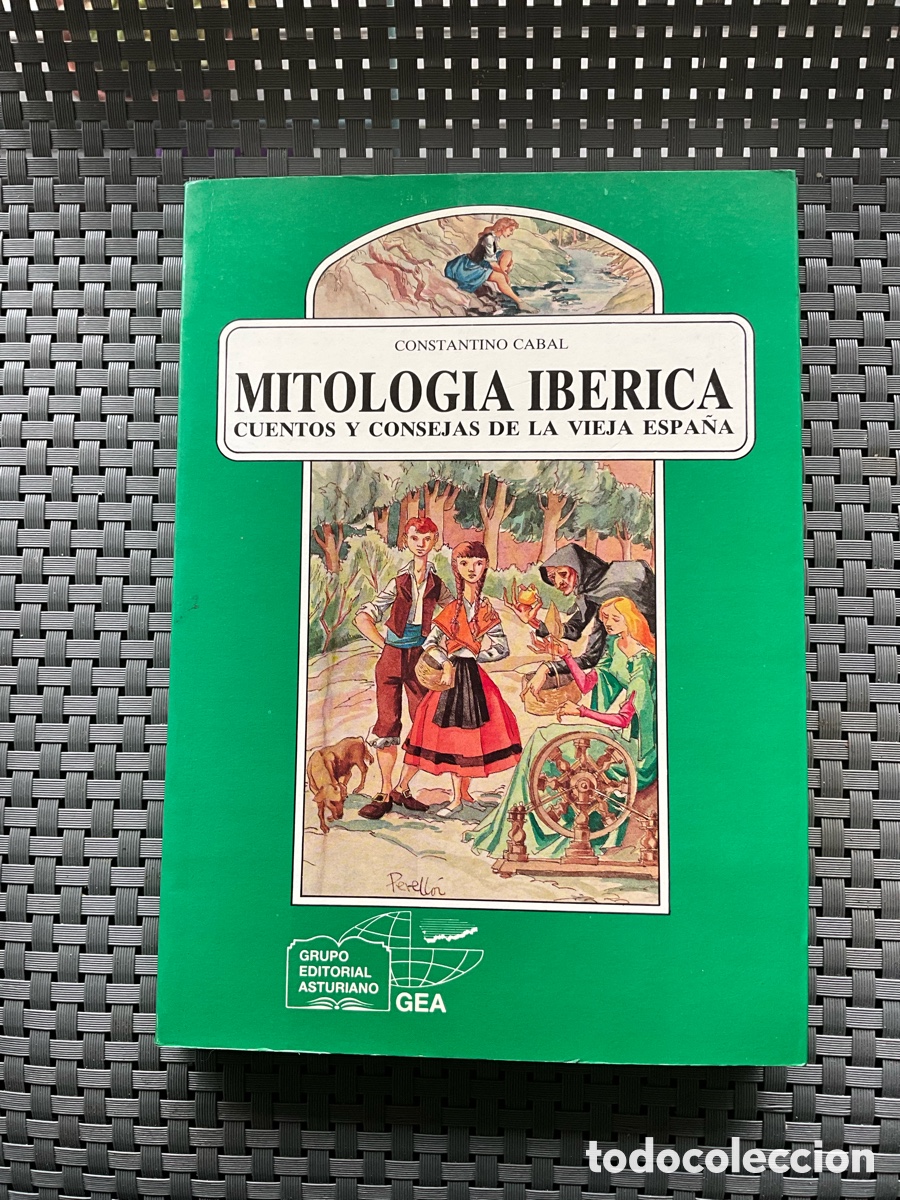 CONSTANTINO CABAL
MITOLOGIA IBERICA
CUENTOS Y CONSEJAS DE LA VIEJA ESPAÑA
Perellón
GRUPO
EDITORIAL
ASTURIANO
GEA
todocoleccion